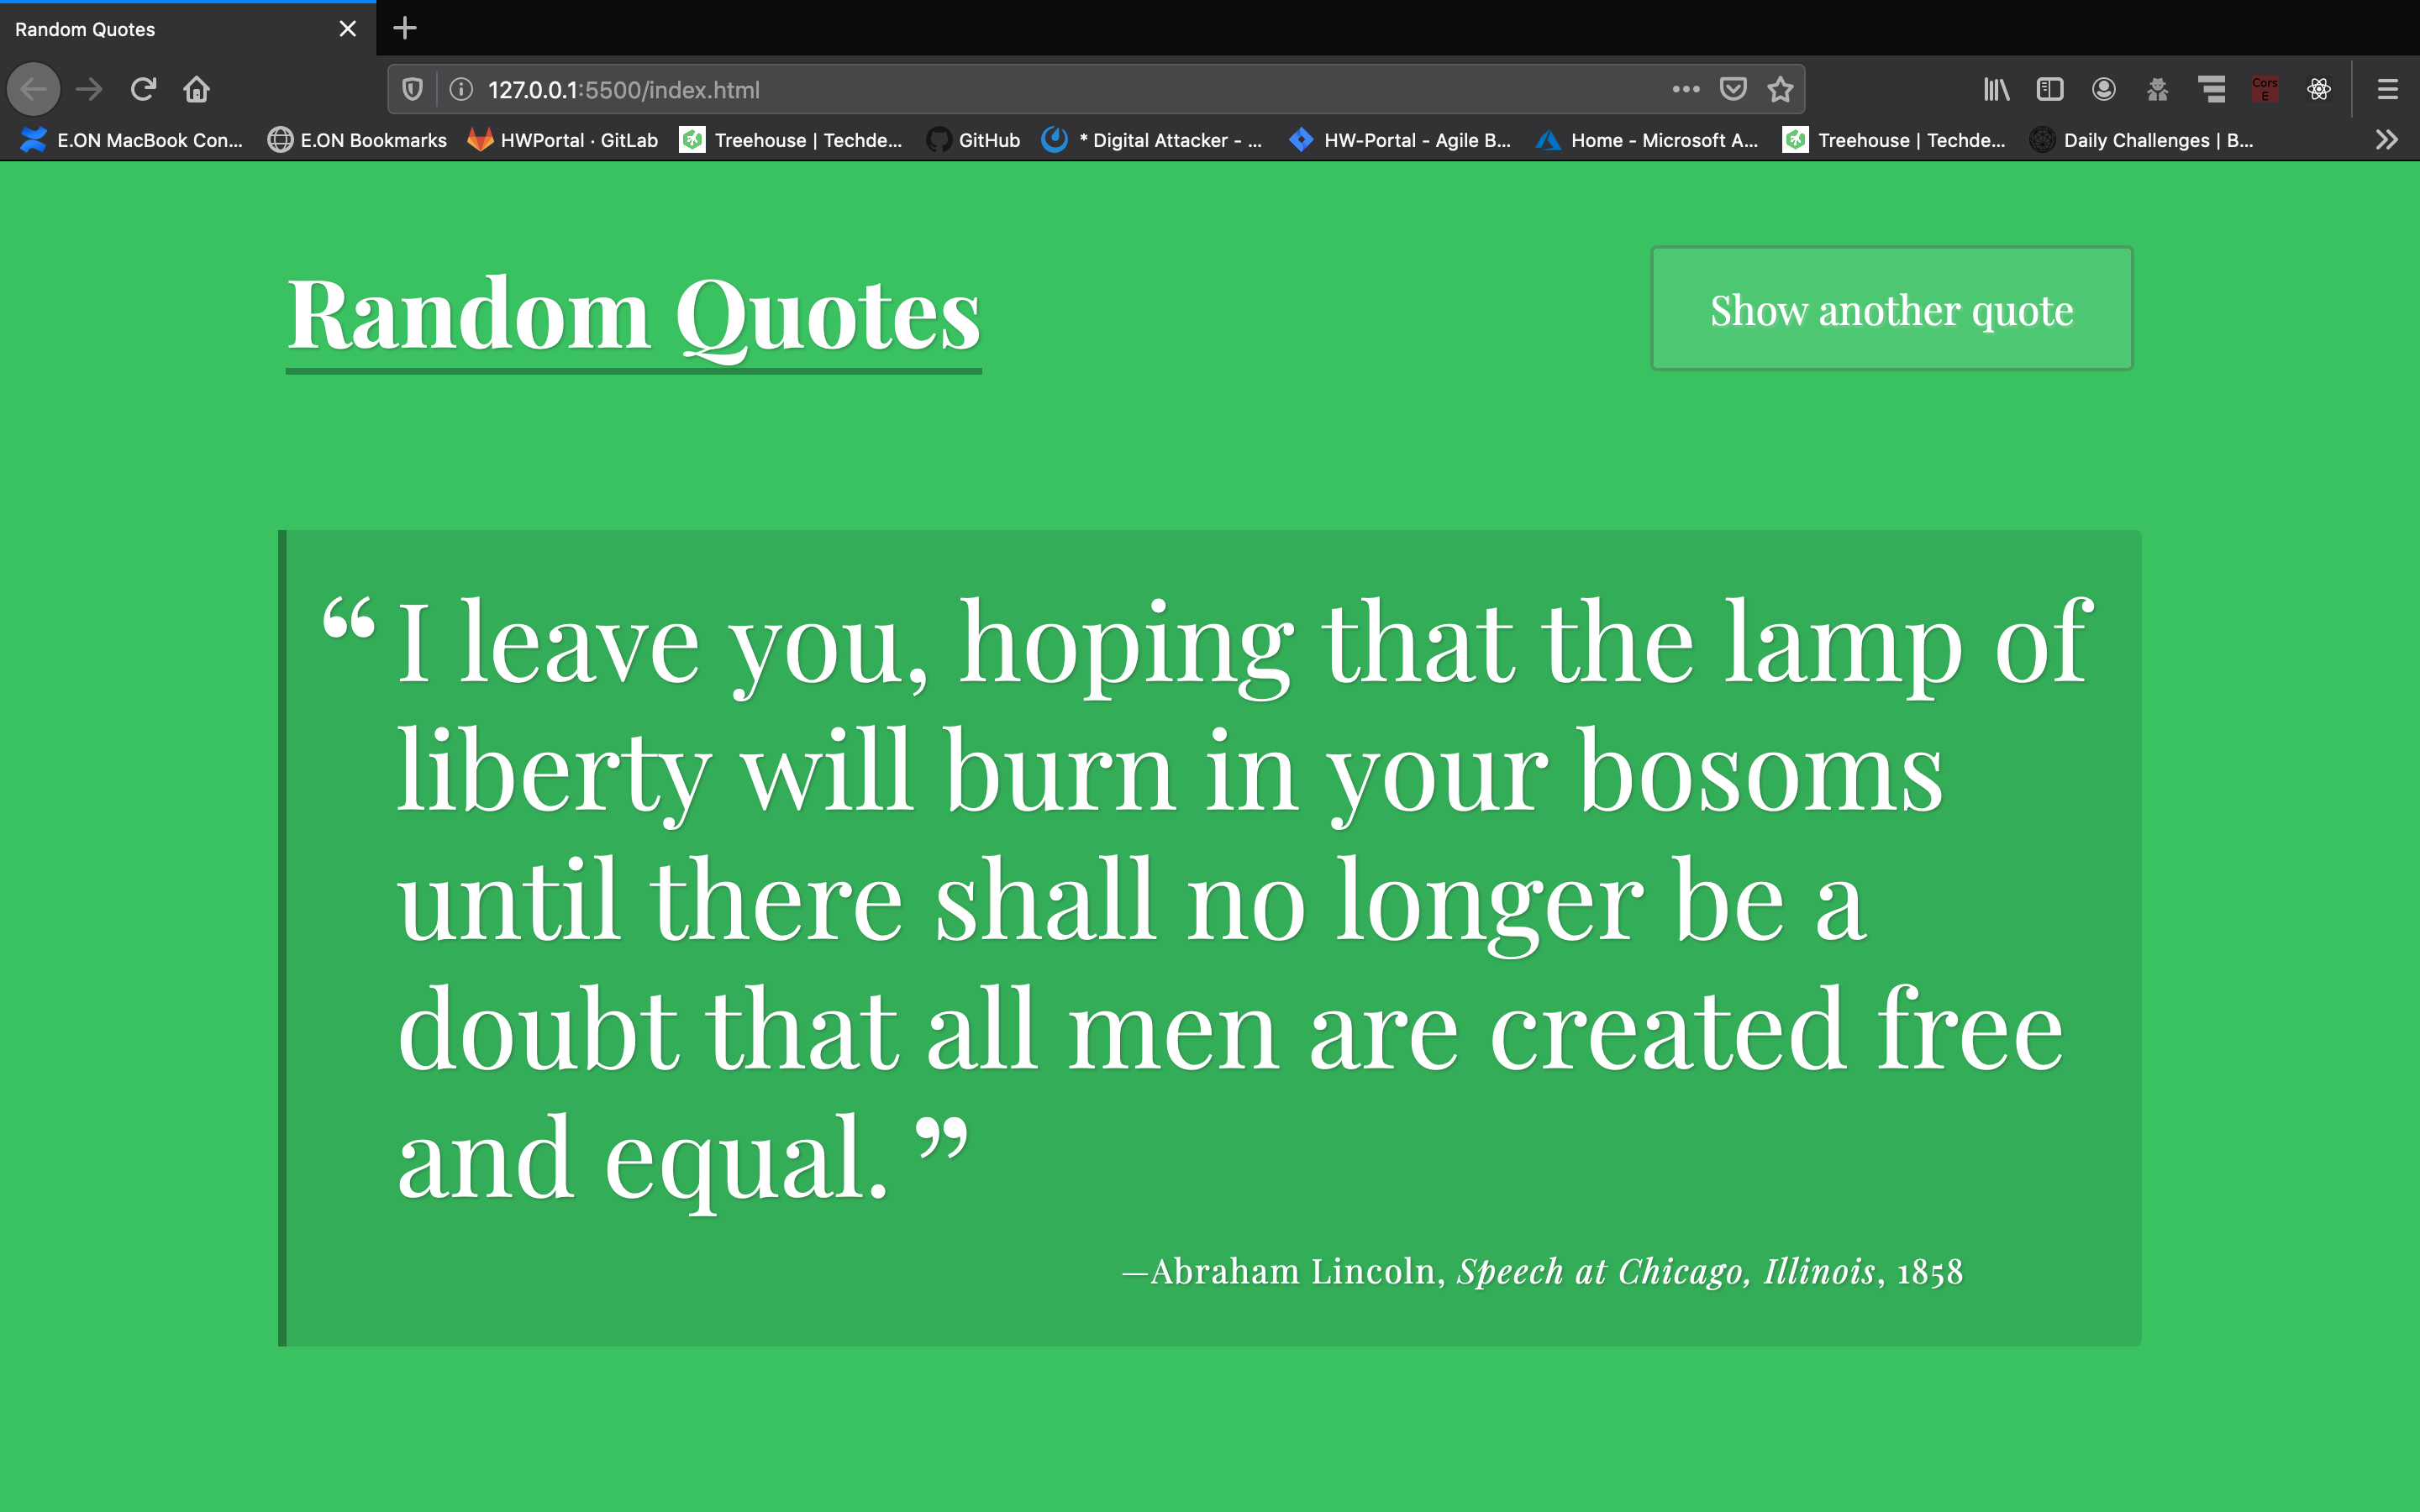 Random Quotes
127.0.0.1:5500/index.html
Cors
E
E.ON MacBook Con... E.ON Bookmarks HWPortal · GitLab Treehouse | Techde... GitHub * Digital Attacker - ... HW-Portal - Agile B... Home - Microsoft A... Treehouse | Techde... Daily Challenges | B...
Random Quotes
Show another quote
“ I leave you, hoping that the lamp of
liberty will burn in your bosoms
until there shall no longer be a
doubt that all men are created free
and equal. ”
—Abraham Lincoln, Speech at Chicago, Illinois, 1858